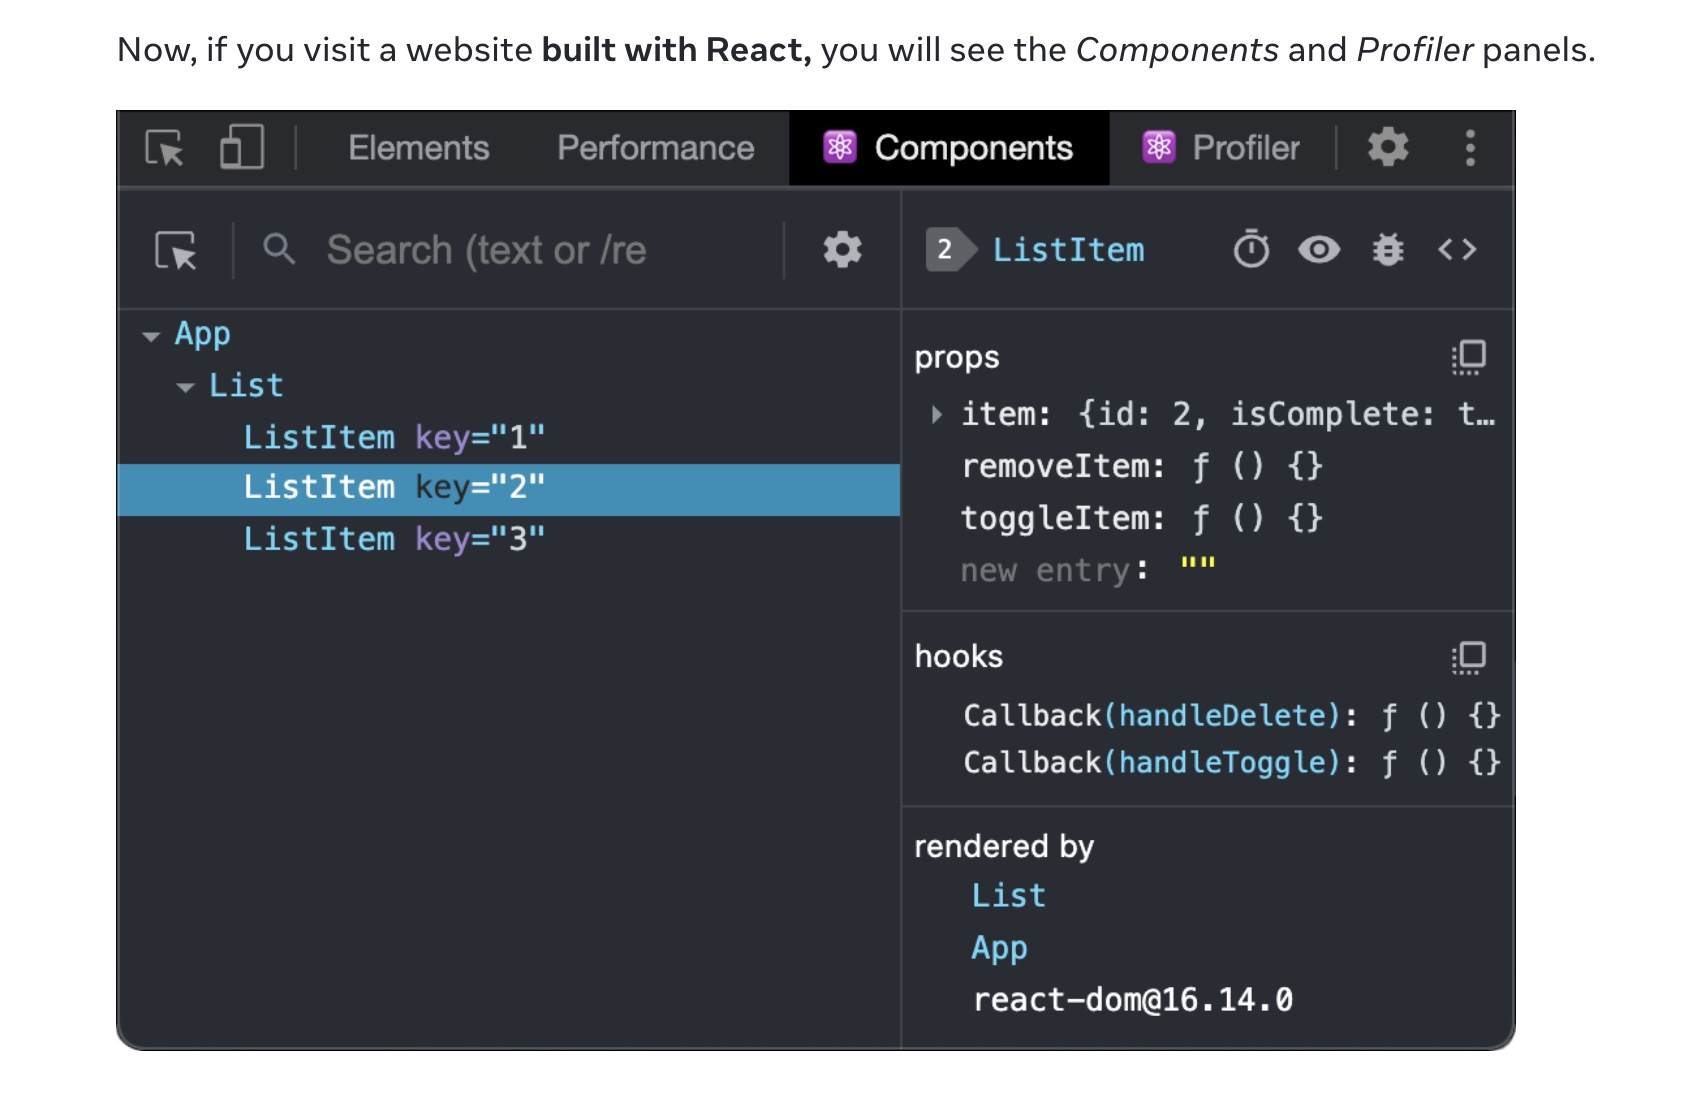 Now, if you visit a website built with React, you will see the Components and Profiler panels.
Elements Performance Components Profiler
Search (text or /re
2 ListItem
App
List
ListItem key="1"
ListItem key="2"
ListItem key="3"
props
item: {id: 2, isComplete: t…
removeItem: ƒ () {}
toggleItem: ƒ () {}
new entry: ""
hooks
Callback(handleDelete): ƒ () {}
Callback(handleToggle): ƒ () {}
rendered by
List
App
react-dom@16.14.0